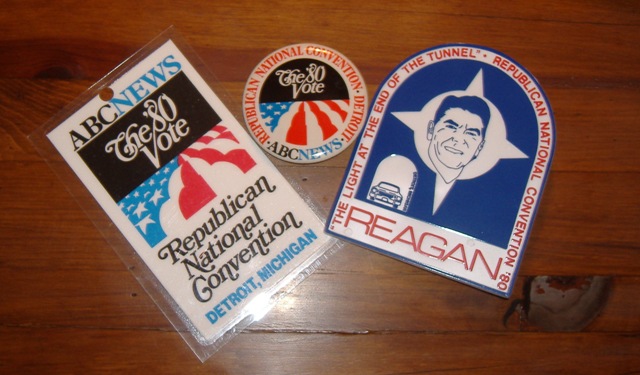 ABCNEWS
The '80
Vote
Republican
National
Convention
DETROIT, MICHIGAN
REPUBLICAN NATIONAL CONVENTION • DETROIT •
The '80
Vote
ABCNEWS
"THE LIGHT AT THE END OF THE TUNNEL" • REPUBLICAN NATIONAL CONVENTION '80
REAGAN